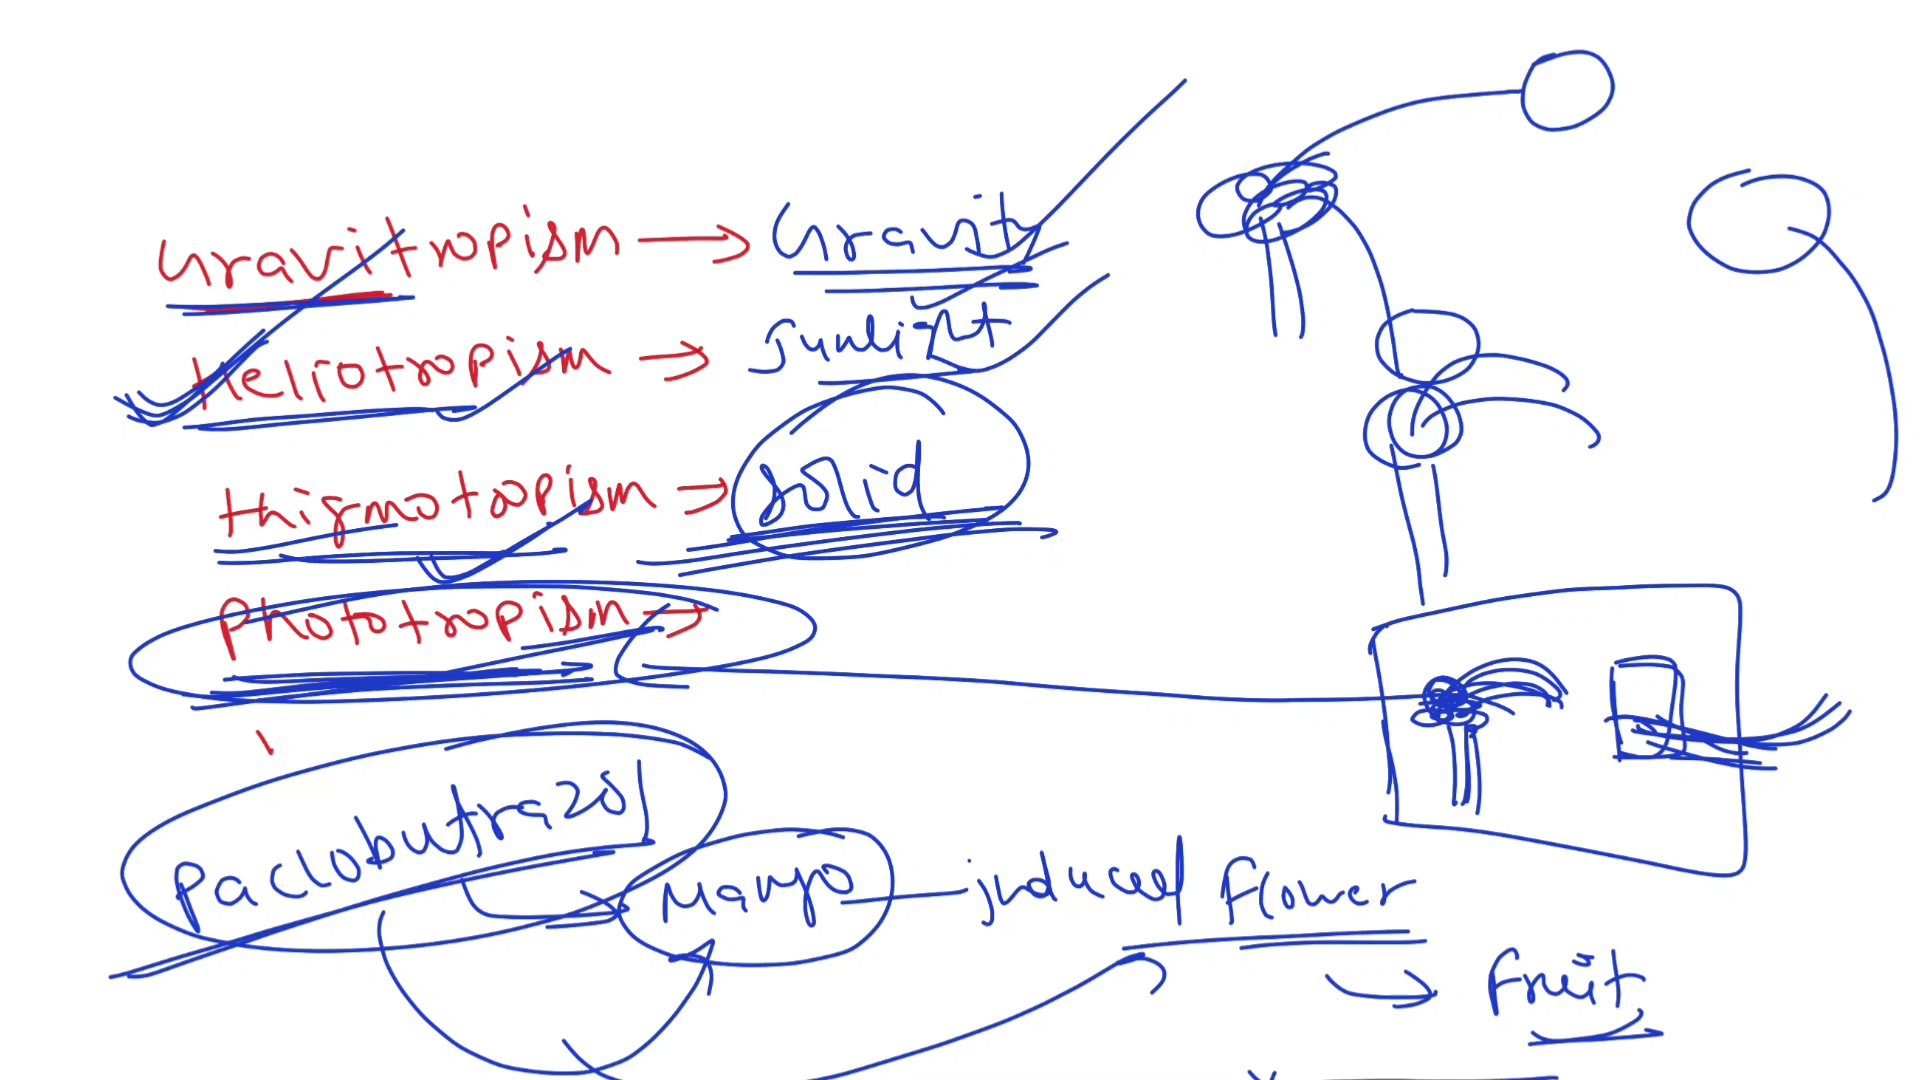 Gravitropism → Gravity
Heliotropism → Sunlight
thigmotropism → Solid
Phototropism →
Paclobutrazol
Mango - induced flower
→ fruit